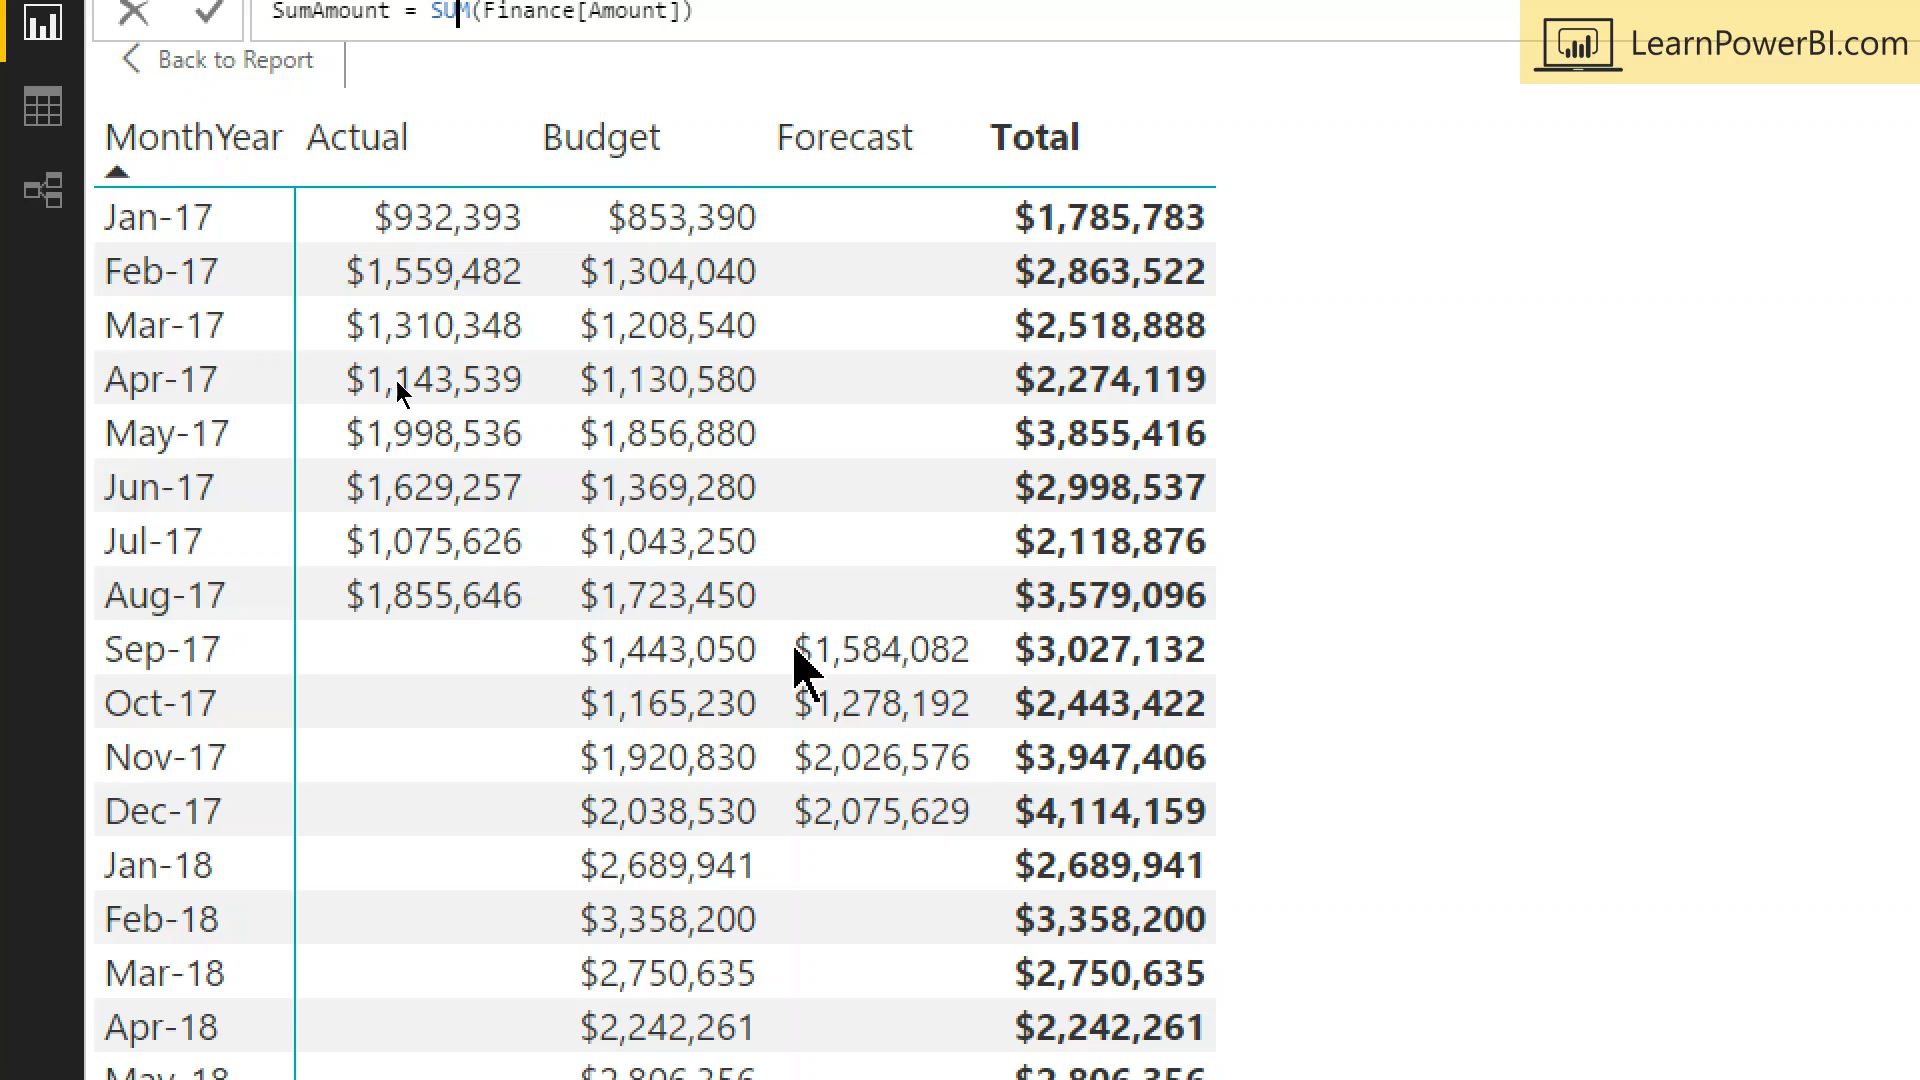 SumAmount = SUM(Finance[Amount])
LearnPowerBI.com
Back to Report
MonthYear Actual Budget Forecast Total
Jan-17 $932,393 $853,390 $1,785,783
Feb-17 $1,559,482 $1,304,040 $2,863,522
Mar-17 $1,310,348 $1,208,540 $2,518,888
Apr-17 $1,143,539 $1,130,580 $2,274,119
May-17 $1,998,536 $1,856,880 $3,855,416
Jun-17 $1,629,257 $1,369,280 $2,998,537
Jul-17 $1,075,626 $1,043,250 $2,118,876
Aug-17 $1,855,646 $1,723,450 $3,579,096
Sep-17 $1,443,050 $1,584,082 $3,027,132
Oct-17 $1,165,230 $1,278,192 $2,443,422
Nov-17 $1,920,830 $2,026,576 $3,947,406
Dec-17 $2,038,530 $2,075,629 $4,114,159
Jan-18 $2,689,941 $2,689,941
Feb-18 $3,358,200 $3,358,200
Mar-18 $2,750,635 $2,750,635
Apr-18 $2,242,261 $2,242,261
May-18 $2,806,356 $2,806,356